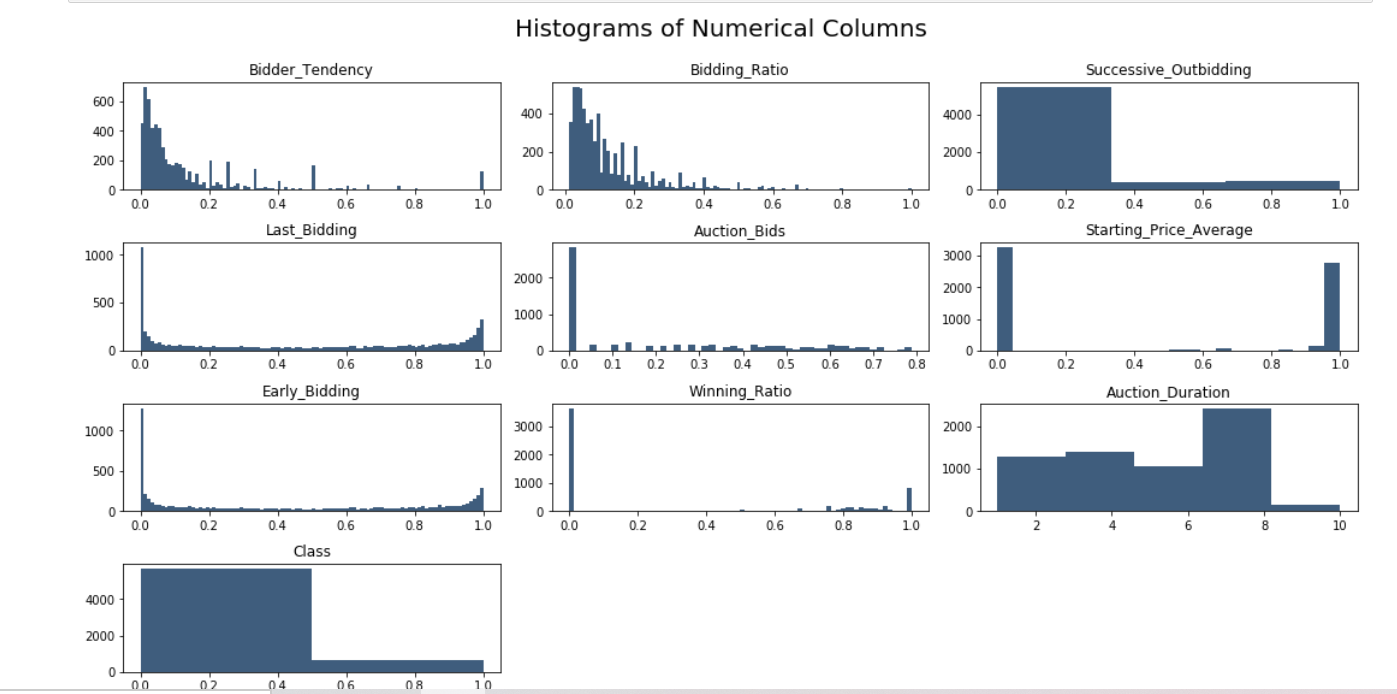 Histograms of Numerical Columns
Bidder_Tendency Bidding_Ratio Successive_Outbidding
600 400 200 0
400 200 0
4000 2000 0
0.0 0.2 0.4 0.6 0.8 1.0
0.0 0.2 0.4 0.6 0.8 1.0
0.0 0.2 0.4 0.6 0.8 1.0
Last_Bidding Auction_Bids Starting_Price_Average
1000 500 0
2000 1000 0
3000 2000 1000 0
0.0 0.2 0.4 0.6 0.8 1.0
0.0 0.1 0.2 0.3 0.4 0.5 0.6 0.7 0.8
0.0 0.2 0.4 0.6 0.8 1.0
Early_Bidding Winning_Ratio Auction_Duration
1000 500 0
3000 2000 1000 0
2000 1000 0
0.0 0.2 0.4 0.6 0.8 1.0
0.0 0.2 0.4 0.6 0.8 1.0
2 4 6 8 10
Class
4000 2000 0
0.0 0.2 0.4 0.6 0.8 1.0